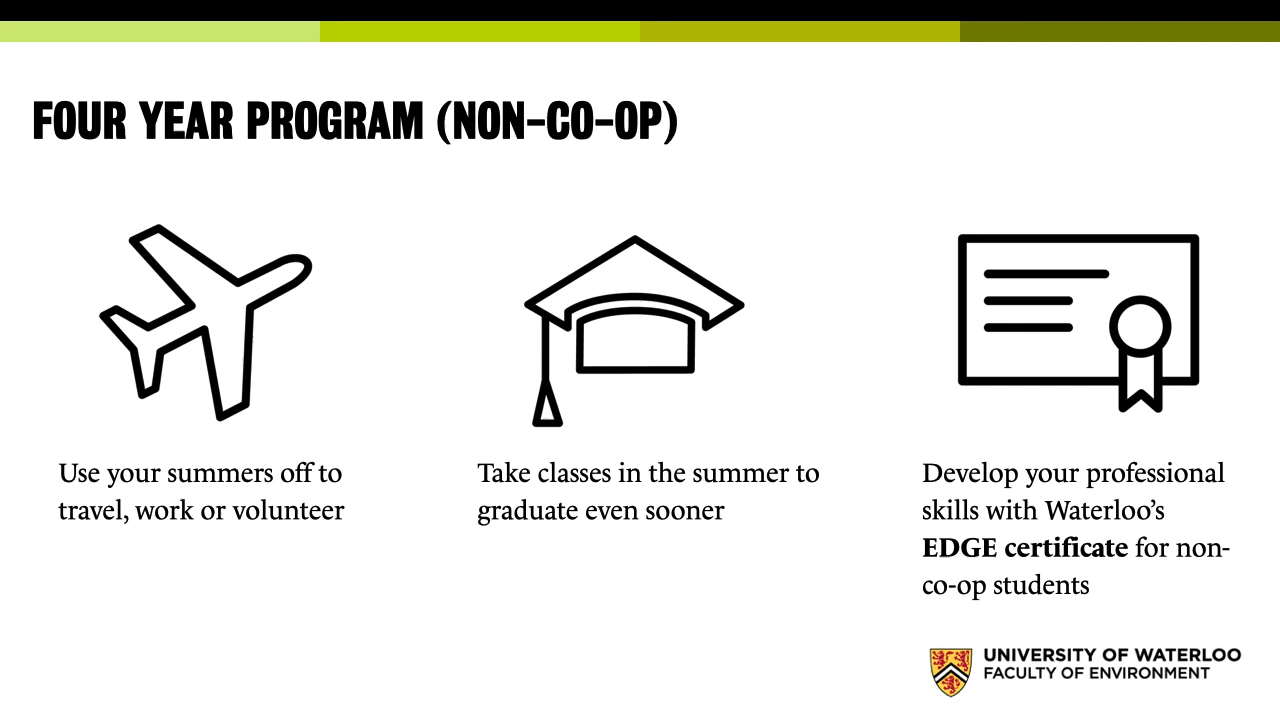 FOUR YEAR PROGRAM (NON-CO-OP)
Use your summers off to
travel, work or volunteer
Take classes in the summer to
graduate even sooner
Develop your professional
skills with Waterloo's
EDGE certificate for non-
co-op students
UNIVERSITY OF WATERLOO
FACULTY OF ENVIRONMENT